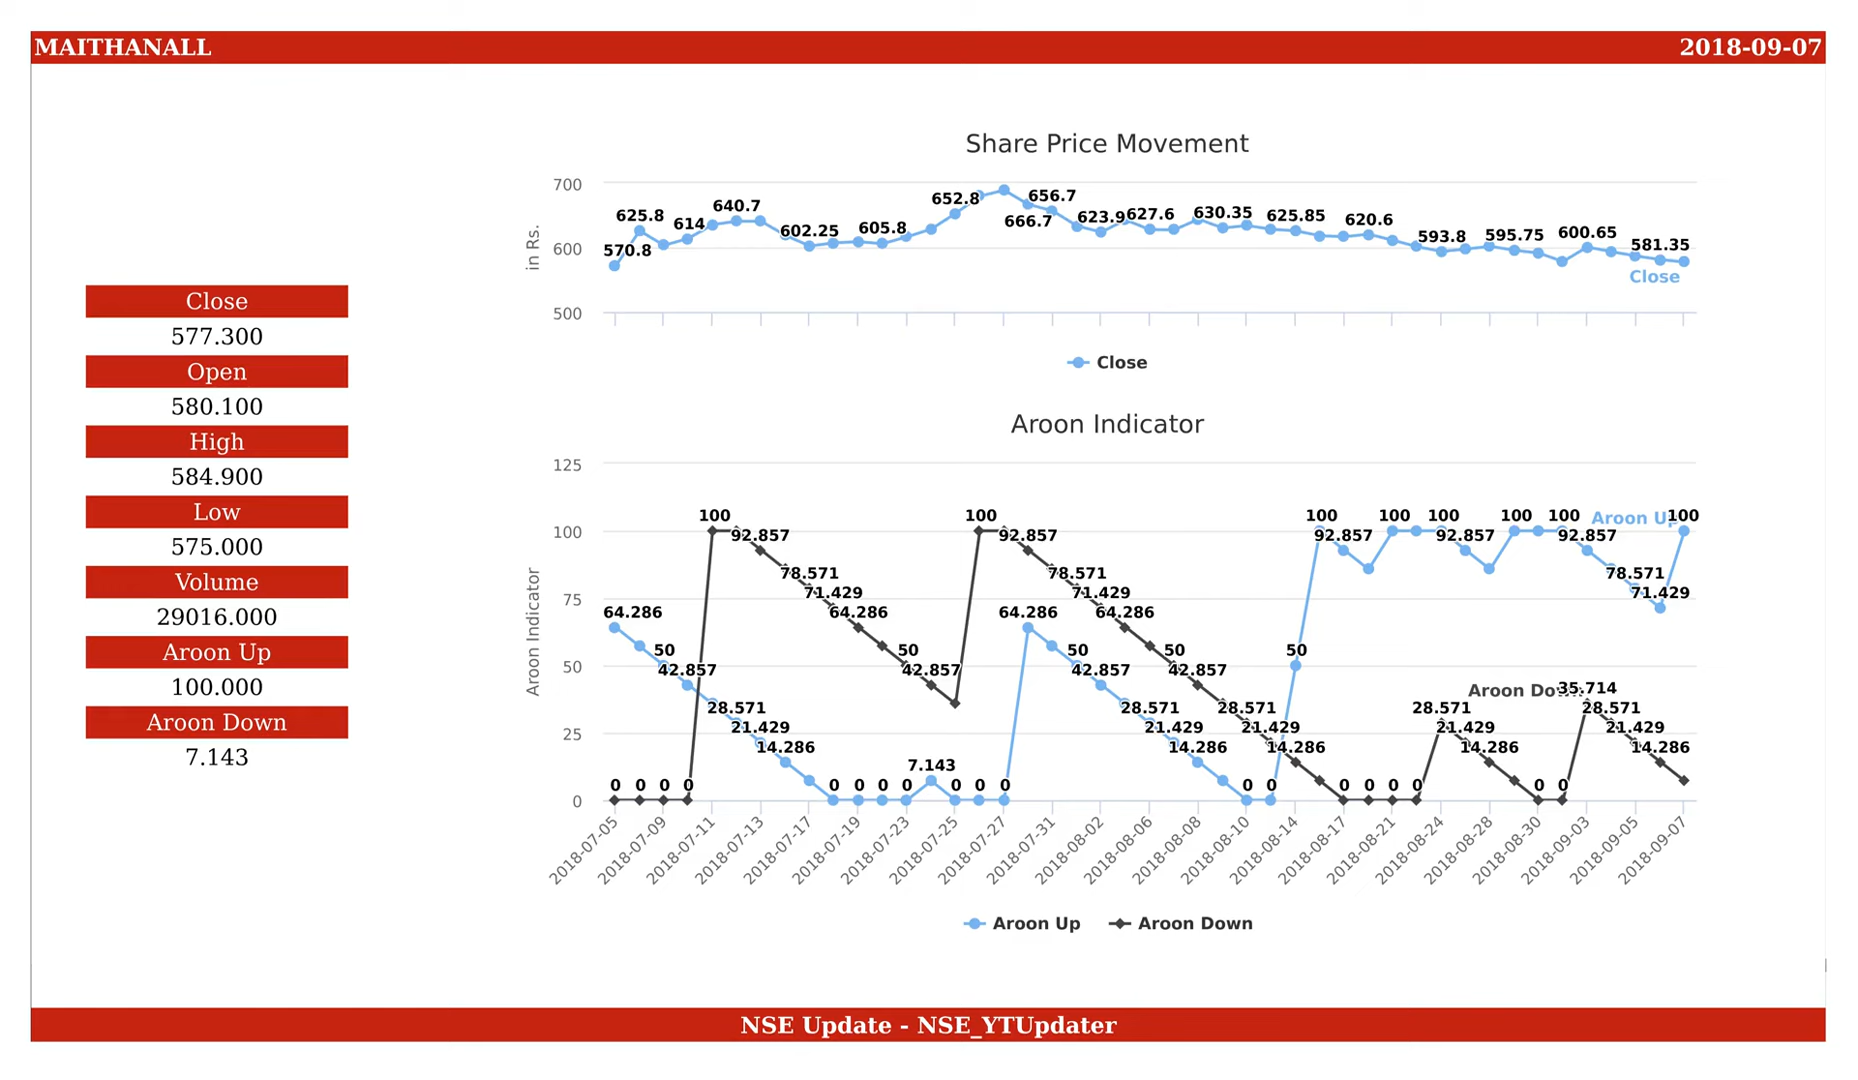 MAITHANALL 2018-09-07
Close
577.300
Open
580.100
High
584.900
Low
575.000
Volume
29016.000
Aroon Up
100.000
Aroon Down
7.143
Share Price Movement
in Rs.
700
600
500
570.8 625.8 614 640.7 602.25 605.8 652.8 666.7 656.7 623.9 627.6 630.35 625.85 620.6 593.8 595.75 600.65 581.35
Close
Close
Aroon Indicator
Aroon Indicator
125
100
75
50
25
0
100 100 100 100 100 100 100 Aroon Up 100
92.857 92.857 92.857 92.857 92.857
78.571 78.571 78.571
71.429 71.429 71.429
64.286 64.286 64.286 64.286
50 50 50 50 50
42.857 42.857 42.857 42.857
Aroon Down 35.714
28.571 28.571 28.571 28.571 28.571
21.429 21.429 21.429 21.429 21.429
14.286 14.286 14.286 14.286 14.286
7.143
0 0 0 0 0 0 0 0 0 0 0 0 0 0 0 0 0 0 0
2018-07-05 2018-07-09 2018-07-11 2018-07-13 2018-07-17 2018-07-19 2018-07-23 2018-07-25 2018-07-27 2018-07-31 2018-08-02 2018-08-06 2018-08-08 2018-08-10 2018-08-14 2018-08-17 2018-08-21 2018-08-24 2018-08-28 2018-08-30 2018-09-03 2018-09-05 2018-09-07
Aroon Up Aroon Down
NSE Update - NSE_YTUpdater